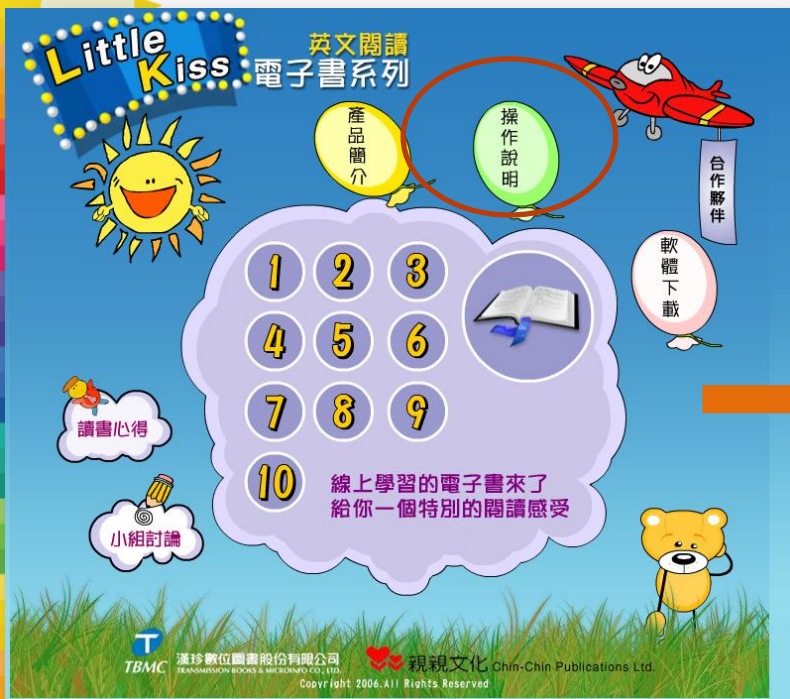 Little
Kiss
英文閱讀
電子書系列
產品簡介
操作說明
合作夥伴
軟體下載
1 2 3
4 5 6
7 8 9
10
線上學習的電子書來了
給你一個特別的閱讀感受
讀書心得
小組討論
TBMC
漢珍數位圖書股份有限公司
TRANSMISSION BOOKS & MICROINFO CO., LTD.
親親文化 Chin-Chin Publications Ltd.
Copyright 2006.All Rights Reserved